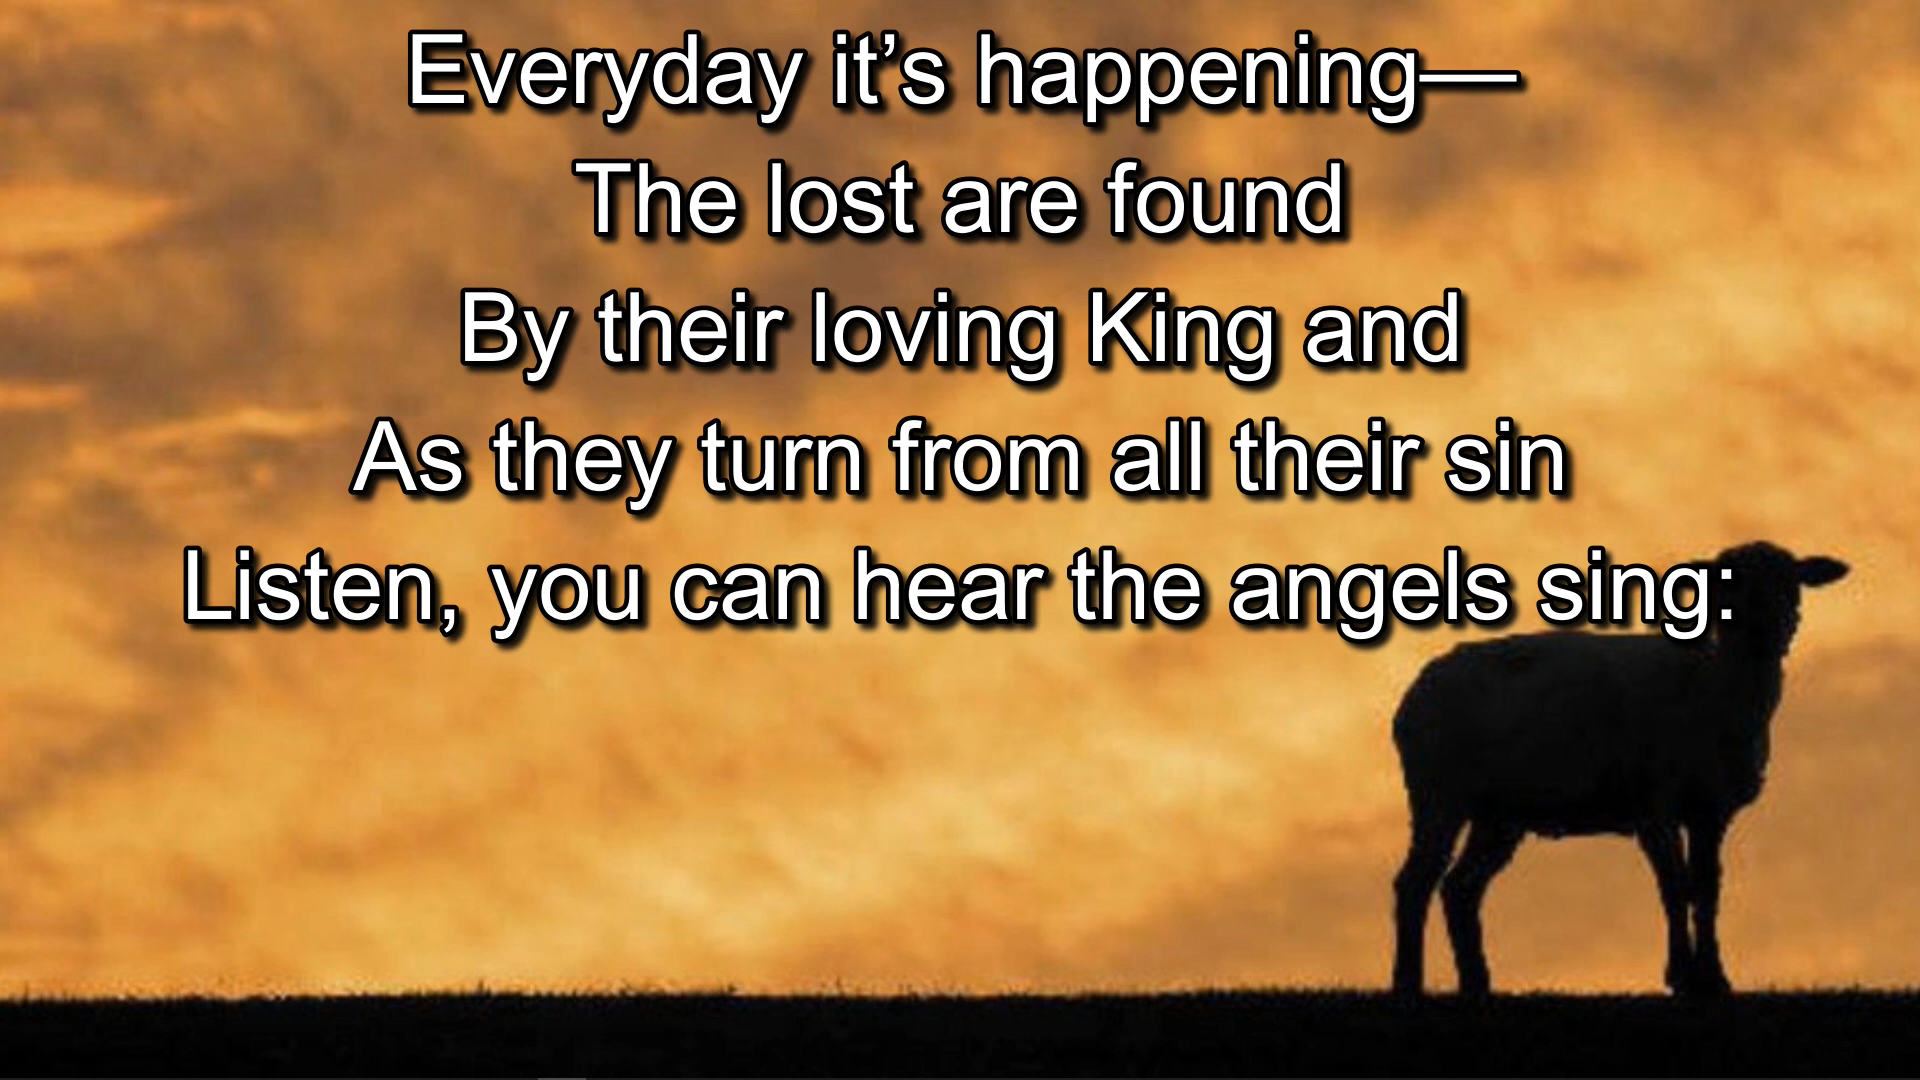 Everyday it’s happening—
The lost are found
By their loving King and
As they turn from all their sin
Listen, you can hear the angels sing: